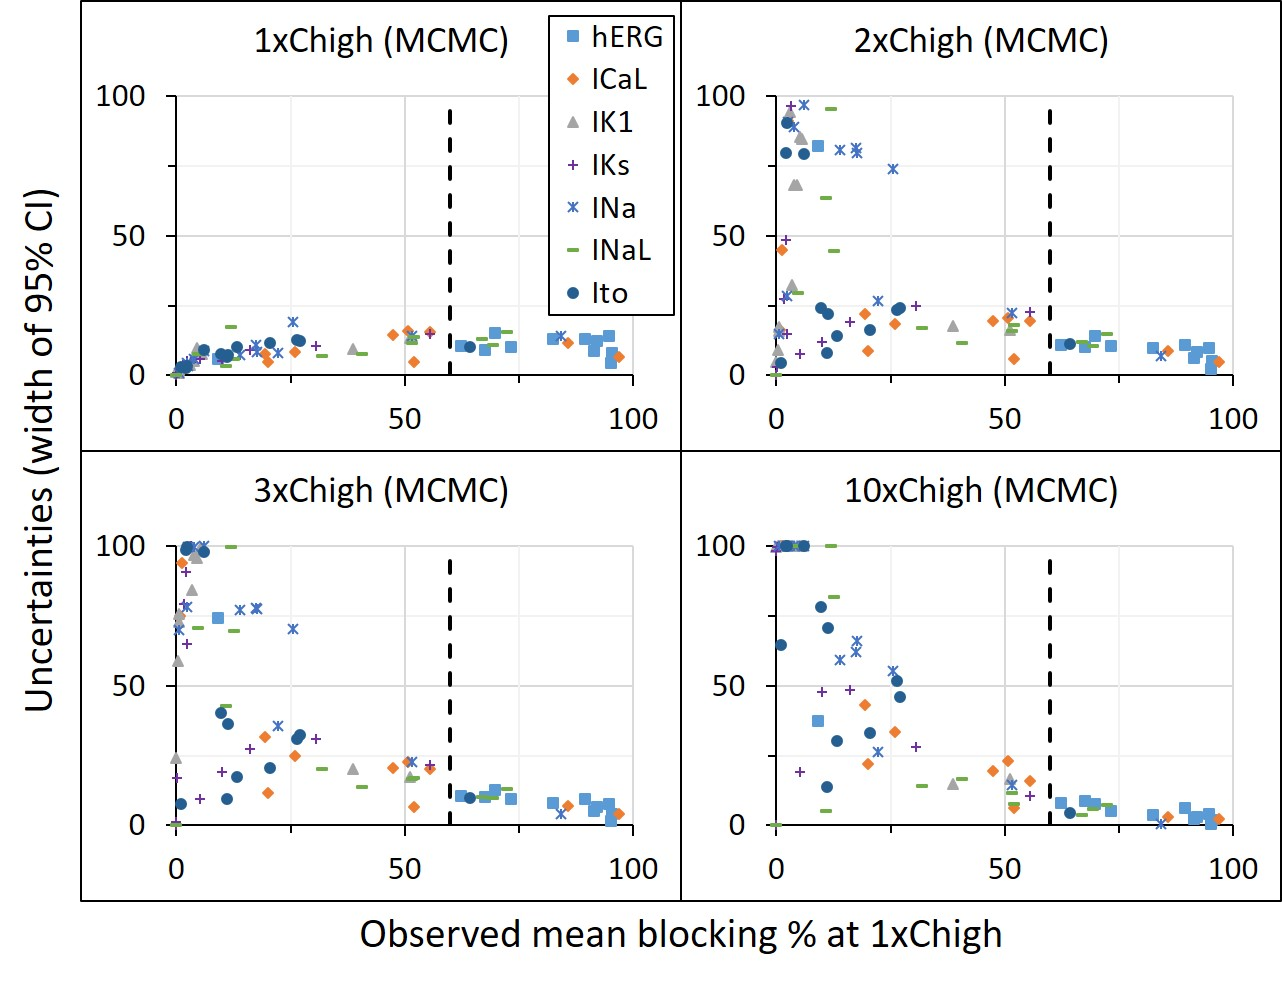 1xChigh (MCMC)
100
50
0
0
50
100
hERG
ICaL
IK1
IKs
INa
INaL
Ito
2xChigh (MCMC)
100
50
0
0
50
100
3xChigh (MCMC)
100
50
0
0
50
100
10xChigh (MCMC)
100
50
0
0
50
100
Uncertainties (width of 95% CI)
Observed mean blocking % at 1xChigh